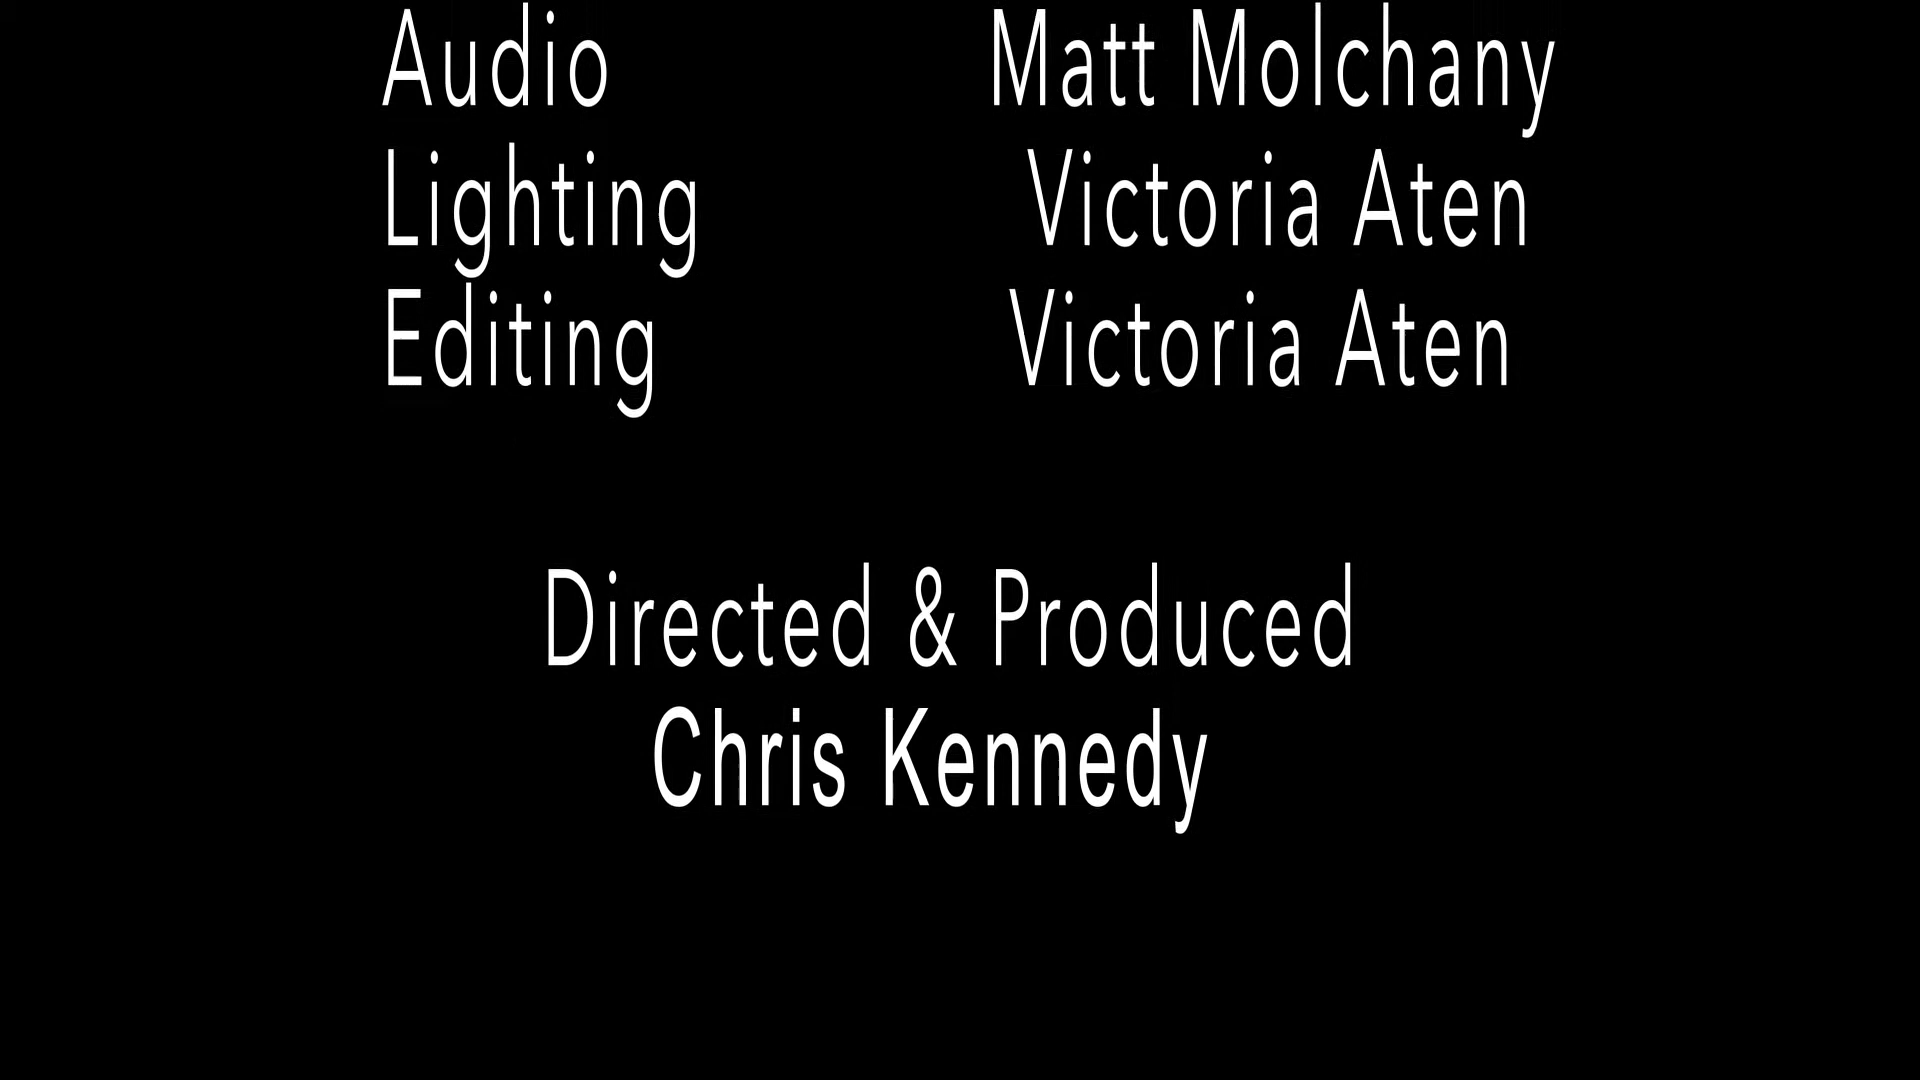 Audio Matt Molchany
Lighting Victoria Aten
Editing Victoria Aten
Directed & Produced
Chris Kennedy